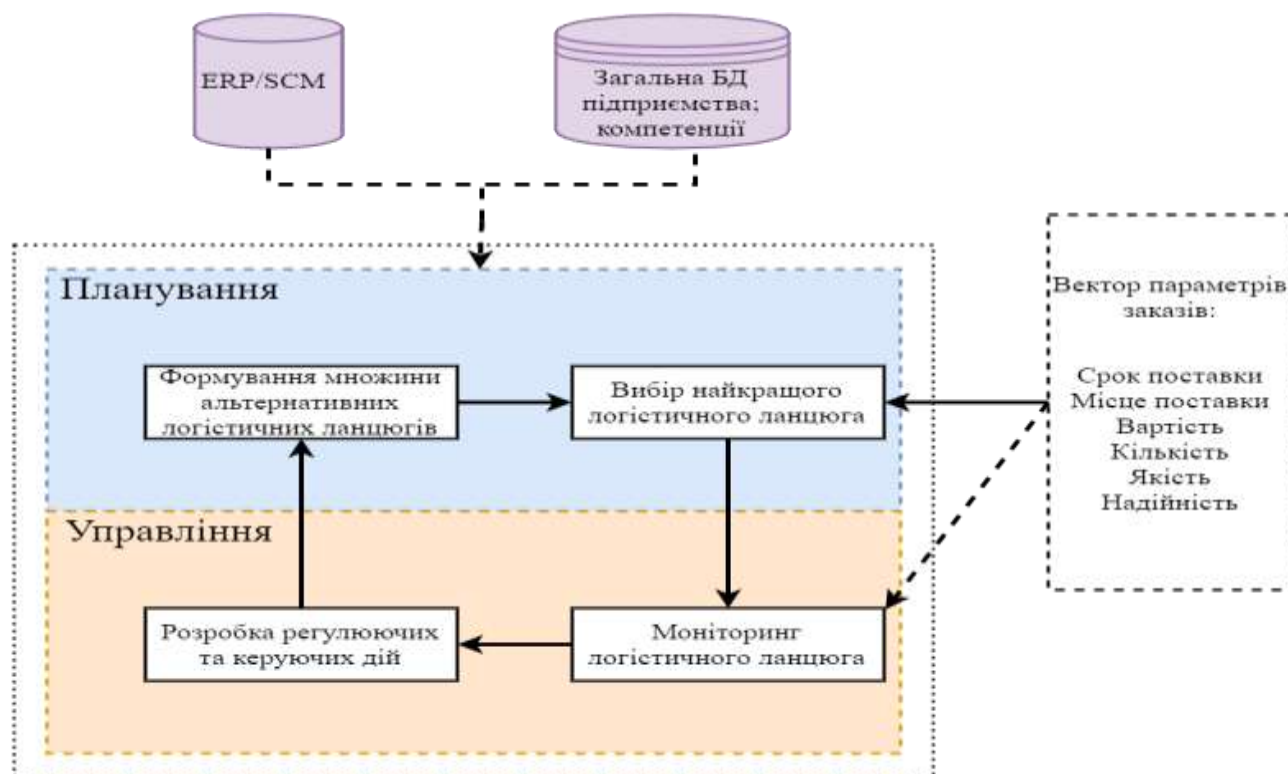 ERP/SCM
Загальна БД
підприємства;
компетенції
Планування
Формування множини
альтернативних
логістичних ланцюгів
Вибір найкращого
логістичного ланцюга
Вектор параметрів
заказів:
Срок поставки
Місце поставки
Вартість
Кількість
Якість
Надійність
Управління
Розробка регулюючих
та керуючих дій
Моніторинг
логістичного ланцюга